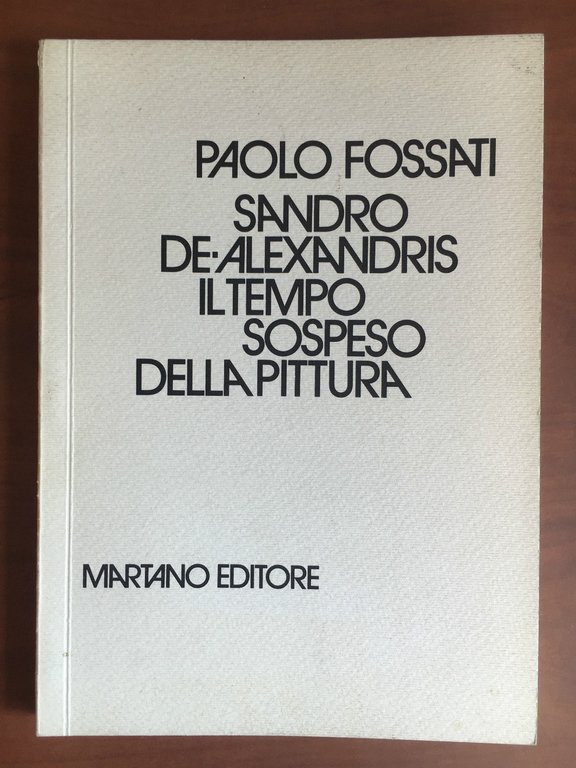 PAOLO FOSSATI
SANDRO
DE-ALEXANDRIS
IL TEMPO
SOSPESO
DELLA PITTURA
MARTANO EDITORE